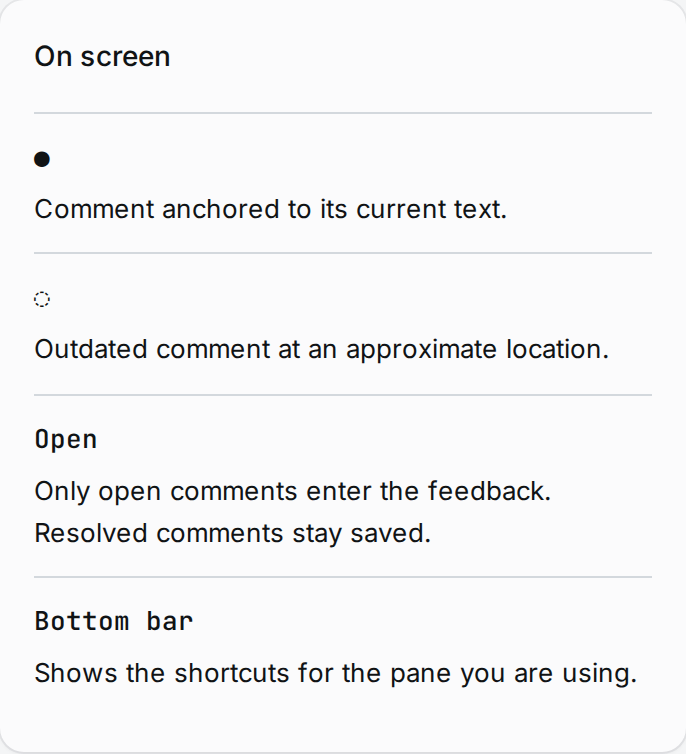 On screen
●
Comment anchored to its current text.
◌
Outdated comment at an approximate location.
Open
Only open comments enter the feedback.
Resolved comments stay saved.
Bottom bar
Shows the shortcuts for the pane you are using.